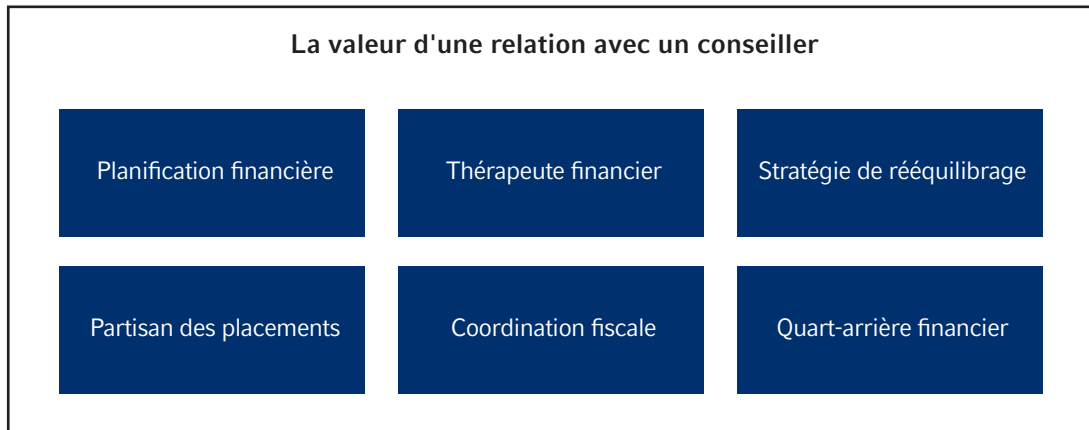 La valeur d'une relation avec un conseiller
Planification financière
Thérapeute financier
Stratégie de rééquilibrage
Partisan des placements
Coordination fiscale
Quart-arrière financier